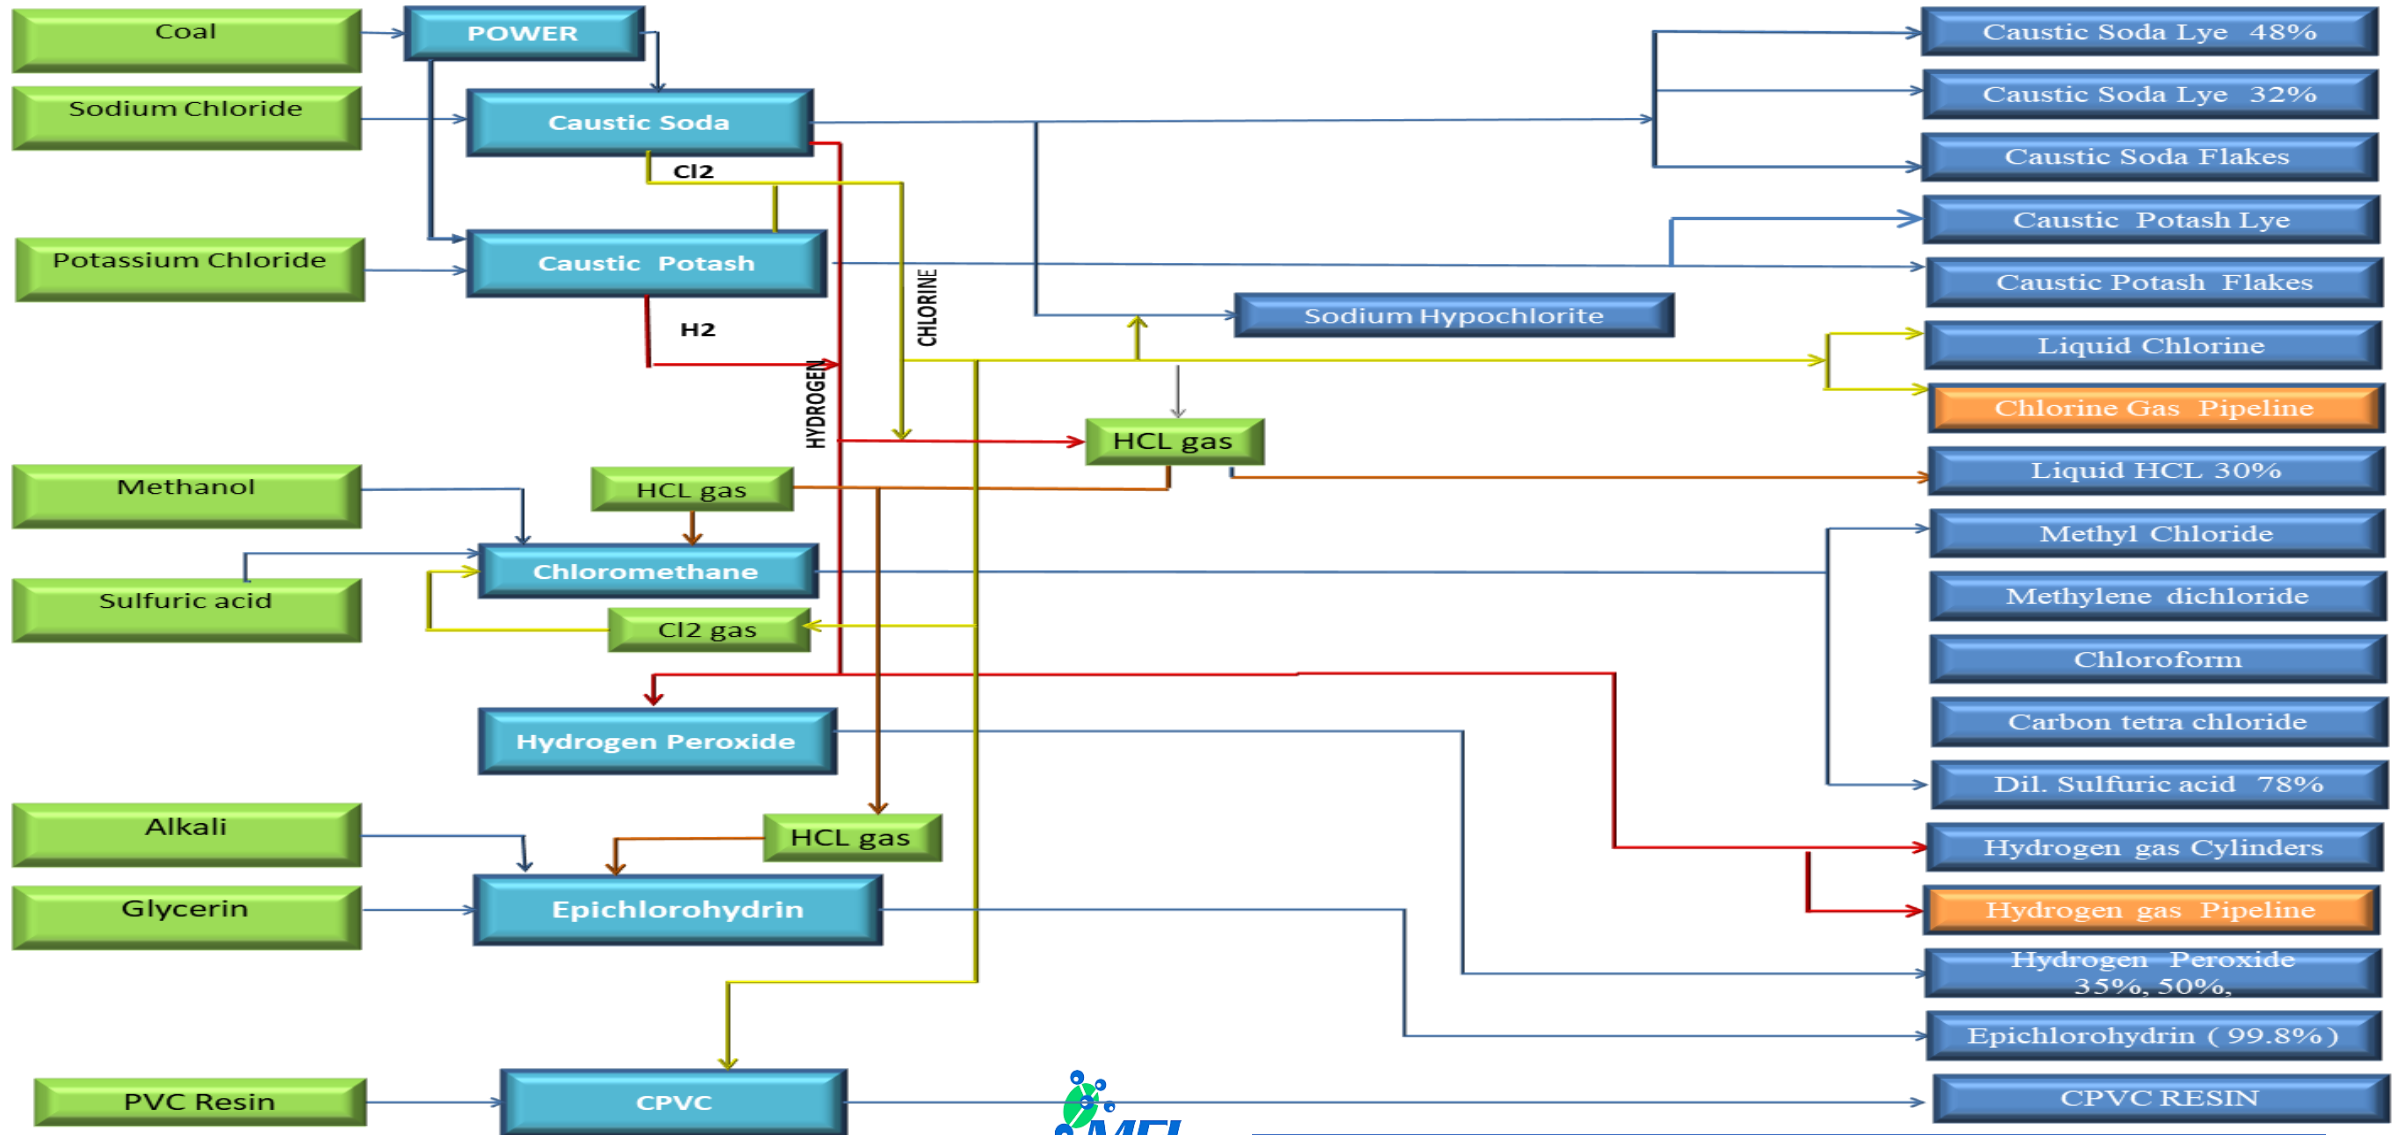 Coal
POWER
Caustic Soda Lye 48%
Sodium Chloride
Caustic Soda
Caustic Soda Lye 32%
Caustic Soda Flakes
Cl2
Caustic Potash Lye
Potassium Chloride
Caustic Potash
Caustic Potash Flakes
CHLORINE
Sodium Hypochlorite
H2
Liquid Chlorine
HYDROGEN
Chlorine Gas Pipeline
HCL gas
Liquid HCL 30%
Methanol
HCL gas
Methyl Chloride
Chloromethane
Methylene dichloride
Sulfuric acid
Cl2 gas
Chloroform
Carbon tetra chloride
Hydrogen Peroxide
Dil. Sulfuric acid 78%
Alkali
HCL gas
Hydrogen gas Cylinders
Glycerin
Epichlorohydrin
Hydrogen gas Pipeline
Hydrogen Peroxide
35%, 50%,
Epichlorohydrin ( 99.8%)
PVC Resin
CPVC
CPVC RESIN